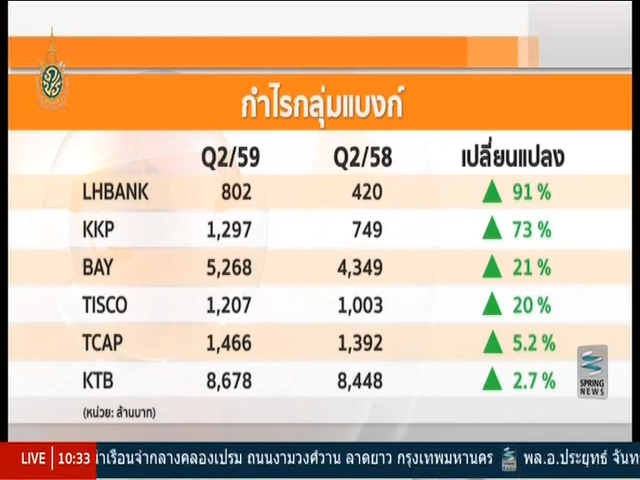 กำไรกลุ่มแบงก์
Q2/59 Q2/58 เปลี่ยนแปลง
LHBANK 802 420 ▲ 91 %
KKP 1,297 749 ▲ 73 %
BAY 5,268 4,349 ▲ 21 %
TISCO 1,207 1,003 ▲ 20 %
TCAP 1,466 1,392 ▲ 5.2 %
KTB 8,678 8,448 ▲ 2.7 %
(หน่วย: ล้านบาท)
SPRING
NEWS
LIVE 10:33 เรือนจำกลางคลองเปรม ถนนงามวงศ์วาน ลาดยาว กรุงเทพมหานคร พล.อ.ประยุทธ์